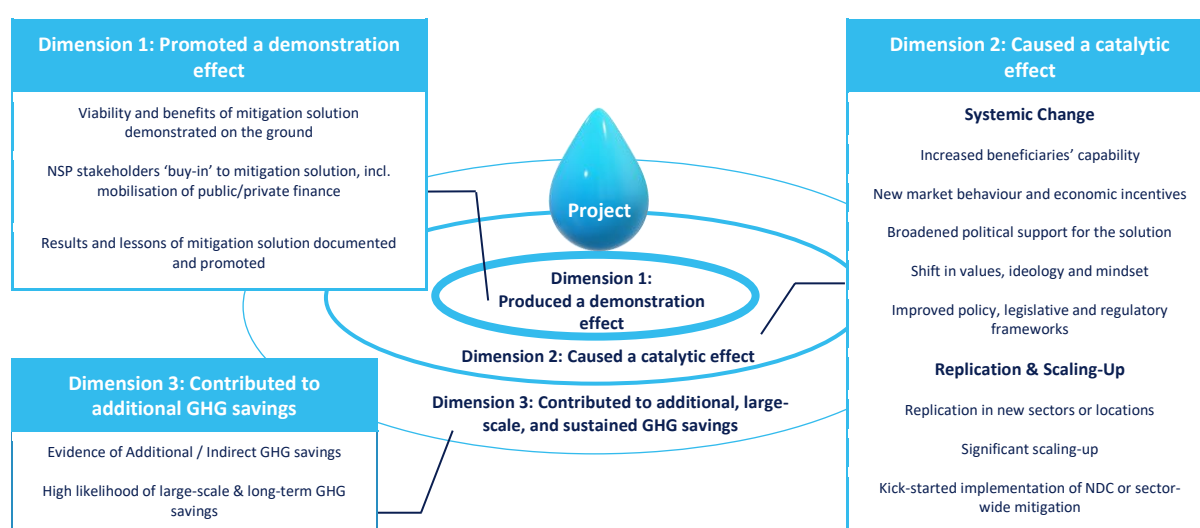 Dimension 1: Promoted a demonstration
effect
Viability and benefits of mitigation solution
demonstrated on the ground
NSP stakeholders ‘buy-in’ to mitigation solution, incl.
mobilisation of public/private finance
Results and lessons of mitigation solution documented
and promoted
Project
Dimension 1:
Produced a demonstration
effect
Dimension 2: Caused a catalytic effect
Dimension 3: Contributed to additional, large-
scale, and sustained GHG savings
Dimension 2: Caused a catalytic
effect
Systemic Change
Increased beneficiaries’ capability
New market behaviour and economic incentives
Broadened political support for the solution
Shift in values, ideology and mindset
Improved policy, legislative and regulatory
frameworks
Replication & Scaling-Up
Replication in new sectors or locations
Significant scaling-up
Kick-started implementation of NDC or sector-
wide mitigation
Dimension 3: Contributed to
additional GHG savings
Evidence of Additional / Indirect GHG savings
High likelihood of large-scale & long-term GHG
savings